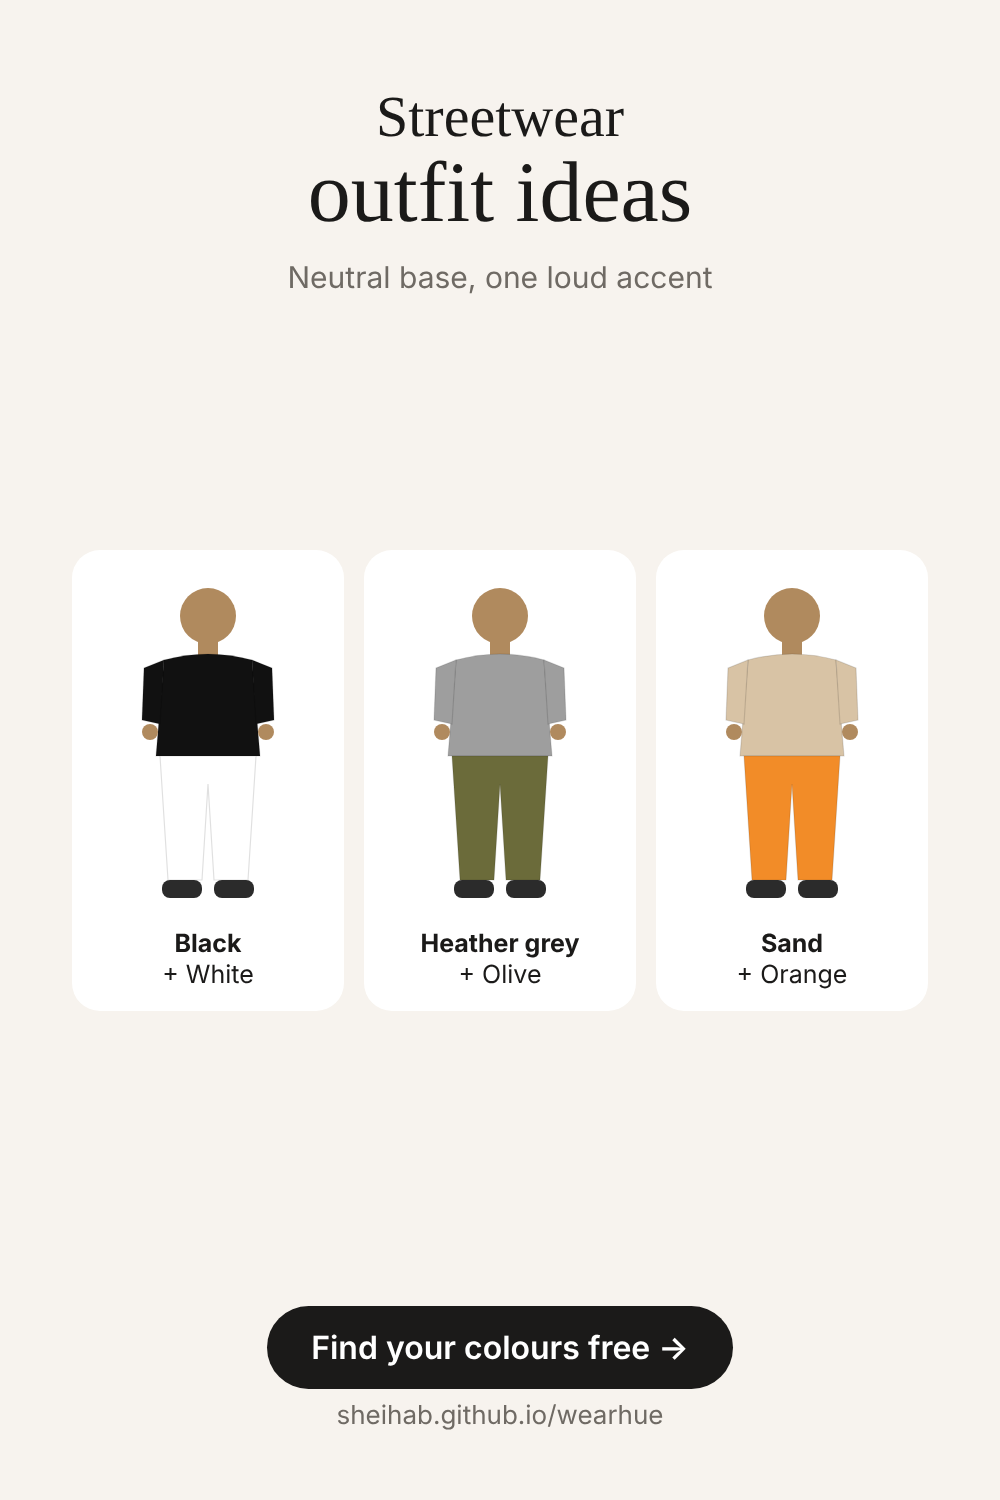 Streetwear
outfit ideas
Neutral base, one loud accent
Black
+ White
Heather grey
+ Olive
Sand
+ Orange
Find your colours free →
sheihab.github.io/wearhue